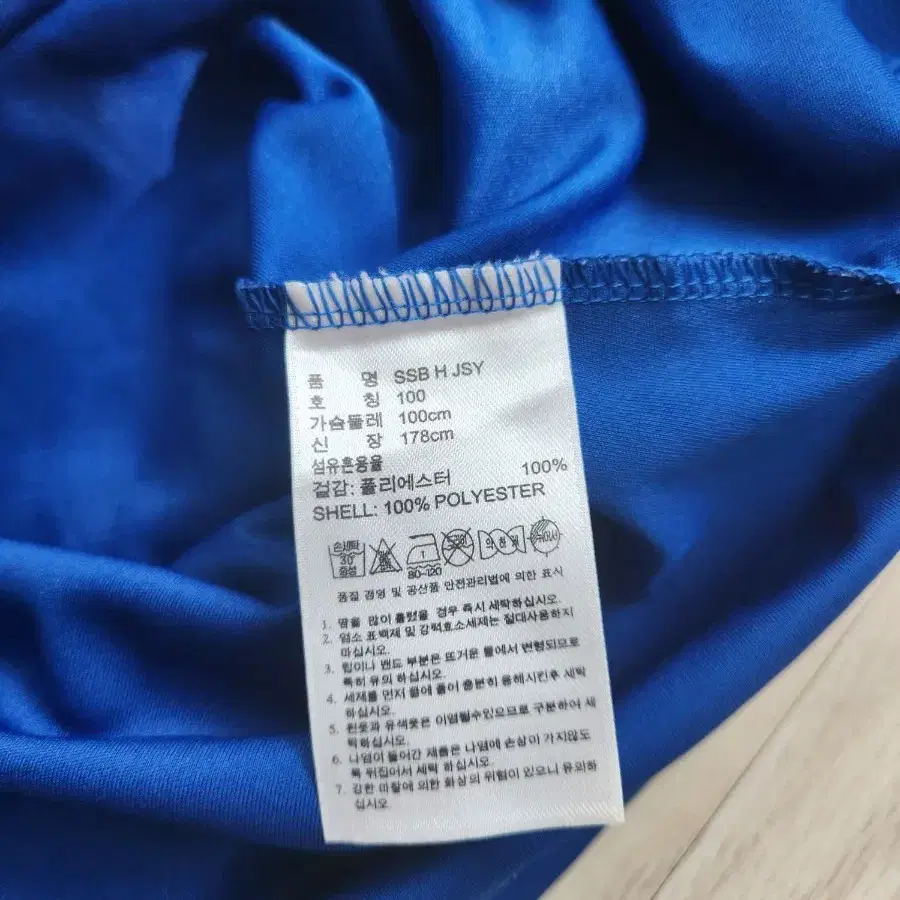 품 명 SSB H JSY
호 칭 100
가슴둘레 100cm
신 장 178cm
섬유혼용율
겉감: 폴리에스터 100%
SHELL: 100% POLYESTER
손세탁 30° 중성 1 80~120
품질 경영 및 공산품 안전관리법에 의한 표시
1. 땀을 많이 흘렸을 경우 즉시 세탁하십시오.
2. 염소 표백제 및 강력효소세제는 절대사용하지
마십시오.
3. 립이나 밴드 부분은 뜨거운 물에서 변형되므로
특히 유의 하십시오.
4. 세제를 먼저 물에 풀어 충분히 용해시킨후 세탁
하십시오.
5. 흰옷과 유색옷은 이염될수있으므로 구분하여 세
탁하십시오.
6. 나염이 들어간 제품은 나염에 손상이 가지않도
록 뒤집어서 세탁 하십시오.
7. 강한 마찰에 의한 화상의 위험이 있으니 유의하
십시오.